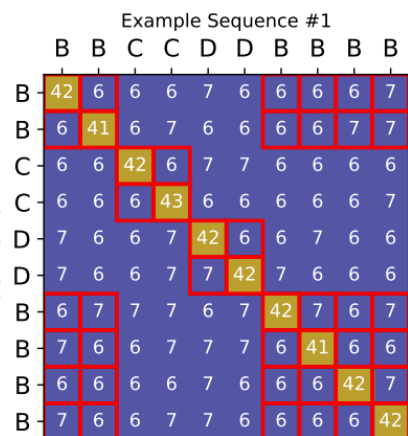 Example Sequence #1
B B C C D D B B B B
B 42 6 6 6 7 6 6 6 6 7
B 6 41 6 7 6 6 6 6 7 7
C 6 6 42 6 7 7 6 6 6 6
C 6 6 6 43 6 6 6 6 6 7
D 7 6 6 7 42 6 6 7 6 6
D 7 6 6 7 7 42 7 6 6 6
B 6 7 7 7 6 7 42 7 6 7
B 7 6 6 7 7 7 6 41 6 6
B 6 6 6 6 7 6 6 6 42 7
B 7 6 6 7 7 6 6 6 6 42